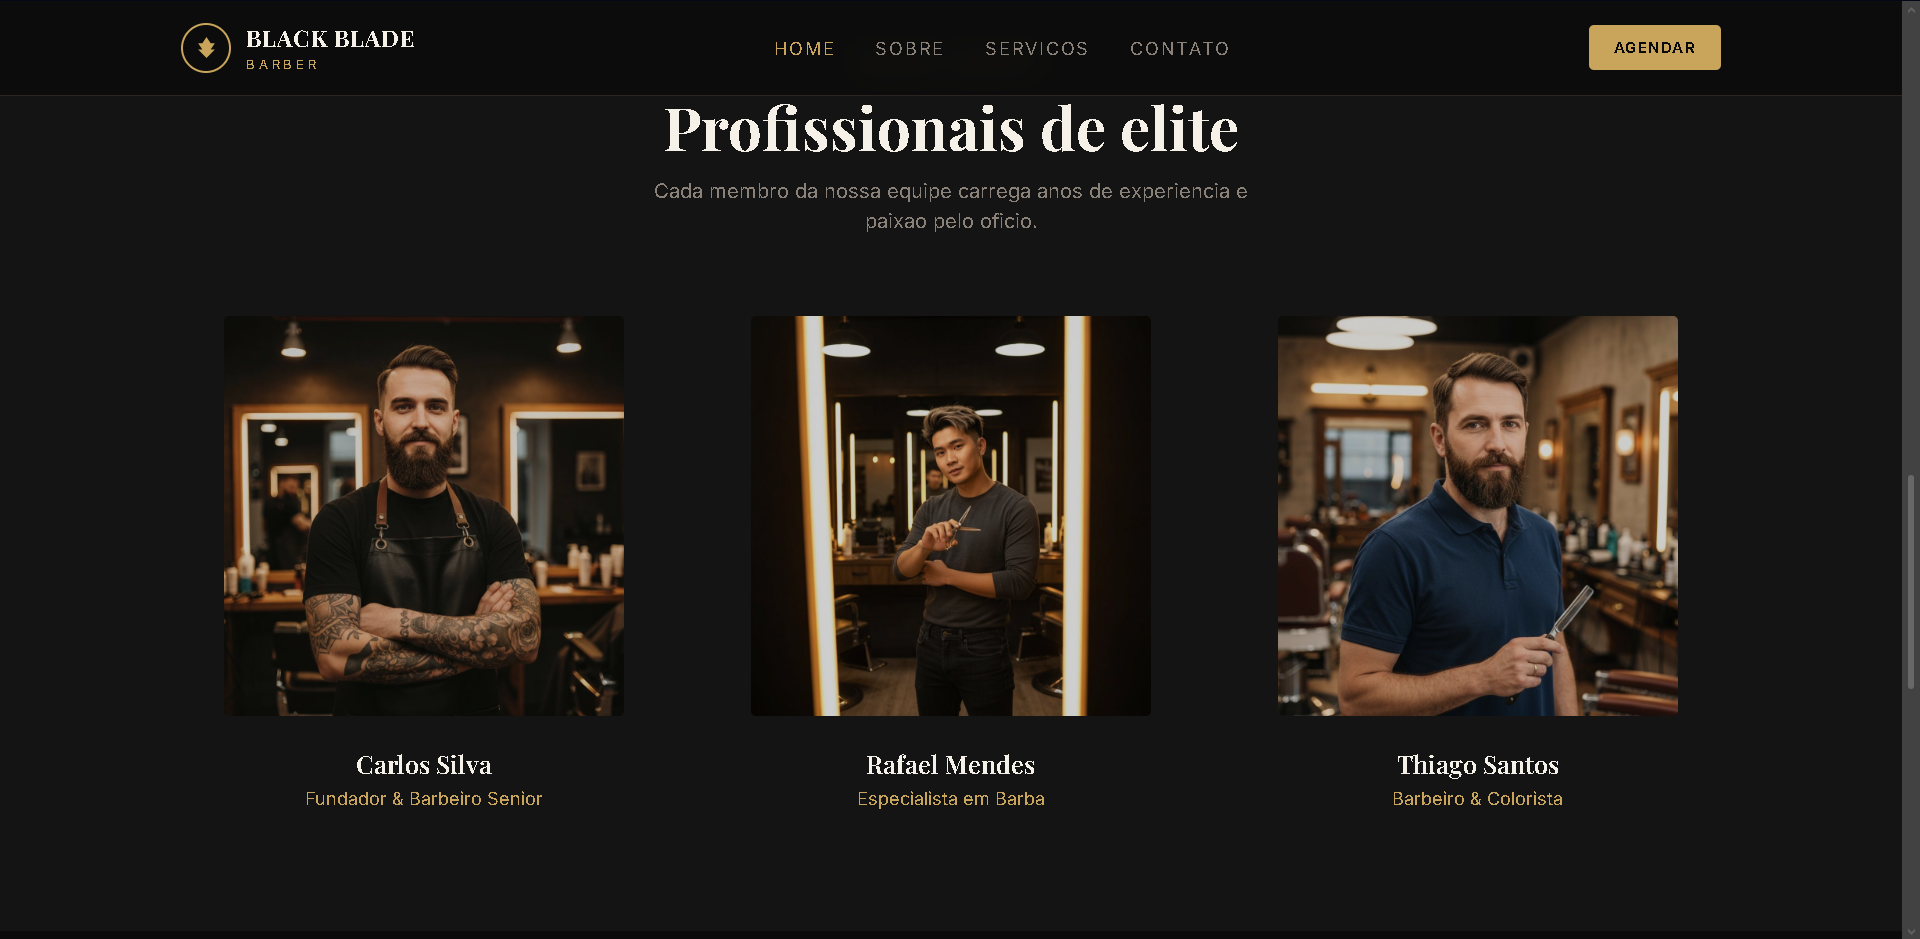 BLACK BLADE
BARBER
HOME
SOBRE
SERVICOS
CONTATO
AGENDAR
Profissionais de elite
Cada membro da nossa equipe carrega anos de experiencia e
paixao pelo oficio.
Carlos Silva
Fundador & Barbeiro Senior
Rafael Mendes
Especialista em Barba
Thiago Santos
Barbeiro & Colorista